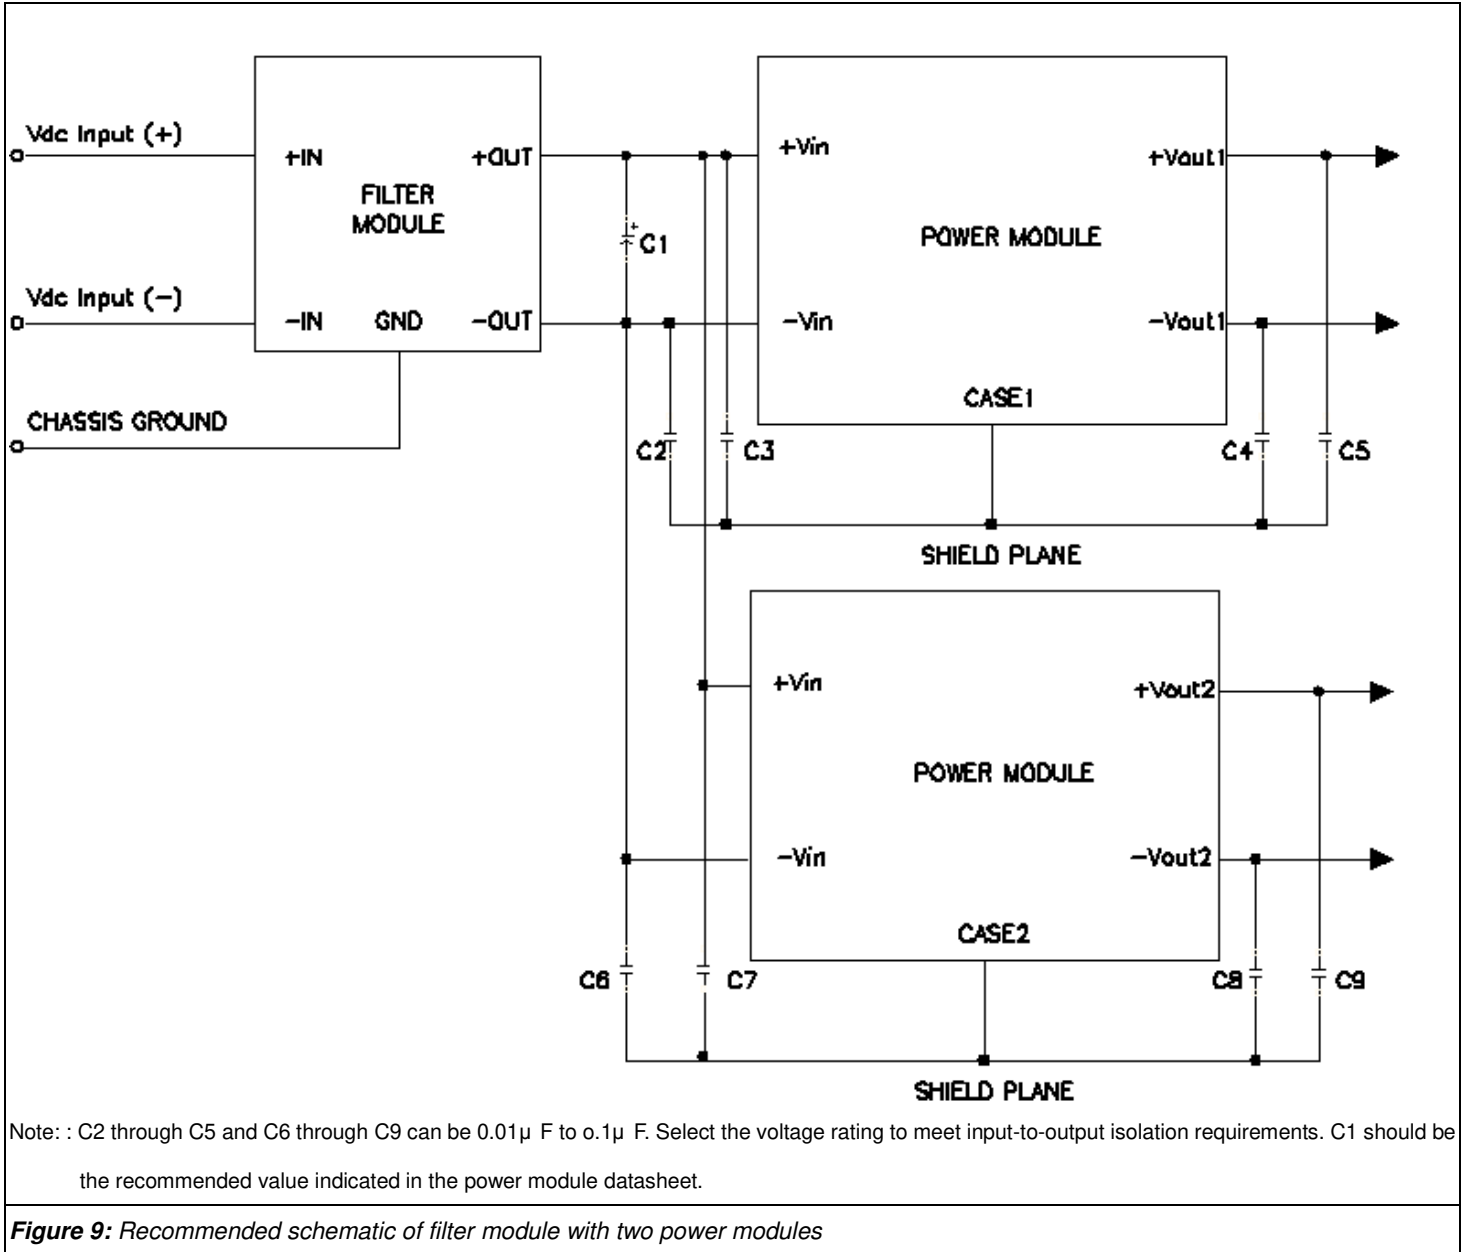 Vdc Input (+)
+IN
+OUT
FILTER
MODULE
Vdc Input (−)
−IN
GND
−OUT
CHASSIS GROUND
C1
+
+Vin
+Vout1
POWER MODULE
−Vin
−Vout1
CASE1
C2
C3
C4
C5
SHIELD PLANE
+Vin
+Vout2
POWER MODULE
−Vin
−Vout2
CASE2
C6
C7
C8
C9
SHIELD PLANE
Note: : C2 through C5 and C6 through C9 can be 0.01µ F to o.1µ F. Select the voltage rating to meet input-to-output isolation requirements. C1 should be
the recommended value indicated in the power module datasheet.
Figure 9: Recommended schematic of filter module with two power modules